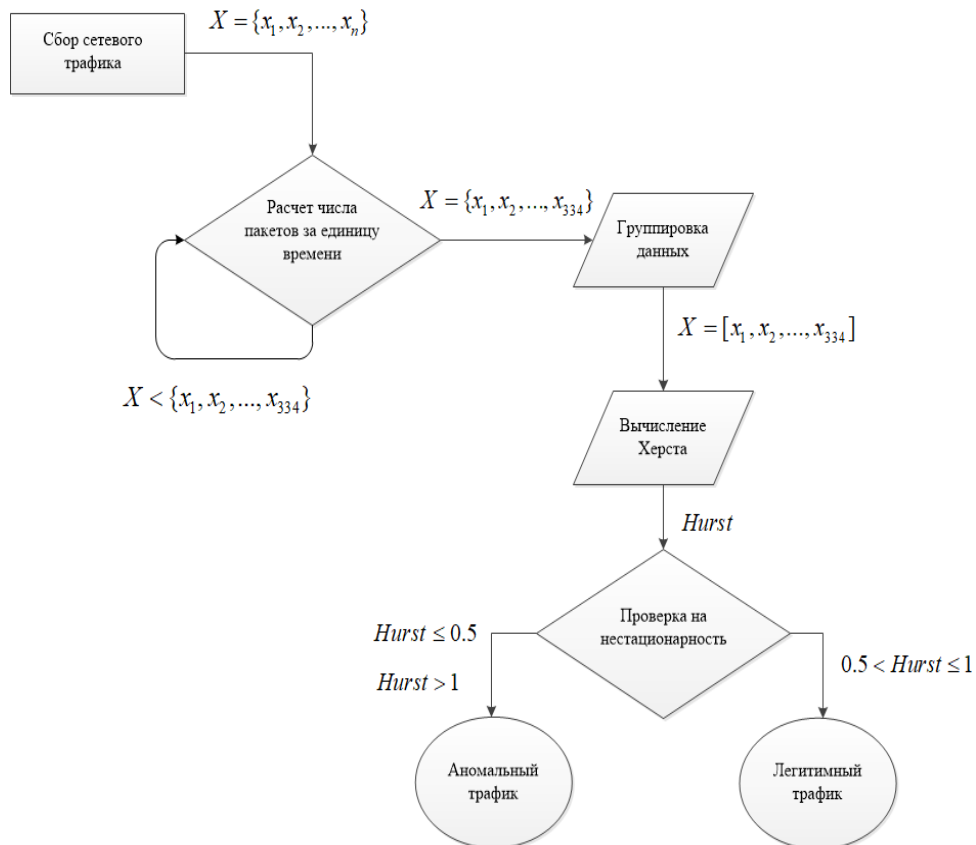 Сбор сетевого
трафика
X = {x₁, x₂, ..., xₙ}
Расчет числа
пакетов за единицу
времени
X = {x₁, x₂, ..., x₃₃₄}
Группировка
данных
X < {x₁, x₂, ..., x₃₃₄}
X = [x₁, x₂, ..., x₃₃₄]
Вычисление
Херста
Hurst
Проверка на
нестационарность
Hurst ≤ 0.5
Hurst > 1
0.5 < Hurst ≤ 1
Аномальный
трафик
Легитимный
трафик